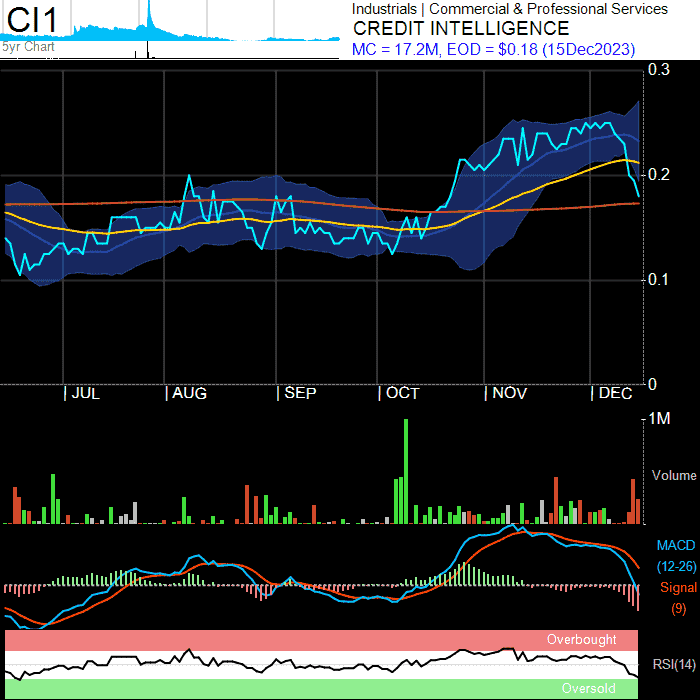 CI1
5yr Chart
Industrials | Commercial & Professional Services
CREDIT INTELLIGENCE
MC = 17.2M, EOD = $0.18 (15Dec2023)
0.3
0.2
0.1
0
| JUL | AUG | SEP | OCT | NOV | DEC
1M
Volume
MACD
(12-26)
Signal
(9)
Overbought
RSI(14)
Oversold